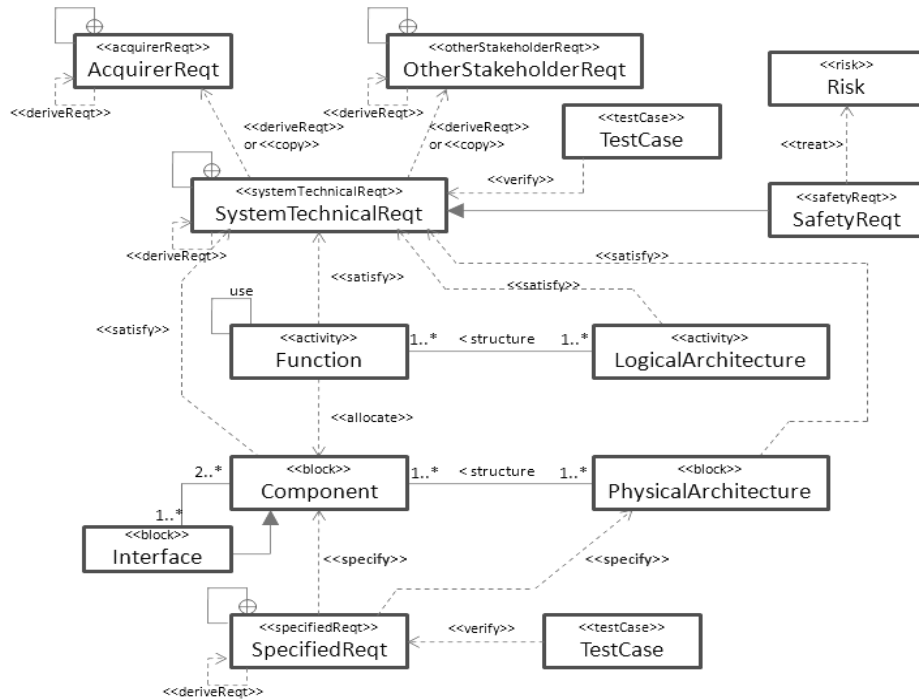 <<acquirerReqt>>
AcquirerReqt
<<otherStakeholderReqt>>
OtherStakeholderReqt
<<risk>>
Risk
<<deriveReqt>>
<<deriveReqt>>
<<deriveReqt>>
or <<copy>>
<<deriveReqt>>
or <<copy>>
<<testCase>>
TestCase
<<treat>>
<<verify>>
<<systemTechnicalReqt>>
SystemTechnicalReqt
<<safetyReqt>>
SafetyReqt
<<deriveReqt>>
<<satisfy>>
<<satisfy>>
<<satisfy>>
use
<<satisfy>>
<<activity>>
Function
1..*
< structure
1..*
<<activity>>
LogicalArchitecture
<<allocate>>
2..*
<<block>>
Component
1..*
< structure
1..*
<<block>>
PhysicalArchitecture
1..*
<<block>>
Interface
<<specify>>
<<specify>>
<<specifiedReqt>>
SpecifiedReqt
<<verify>>
<<testCase>>
TestCase
<<deriveReqt>>